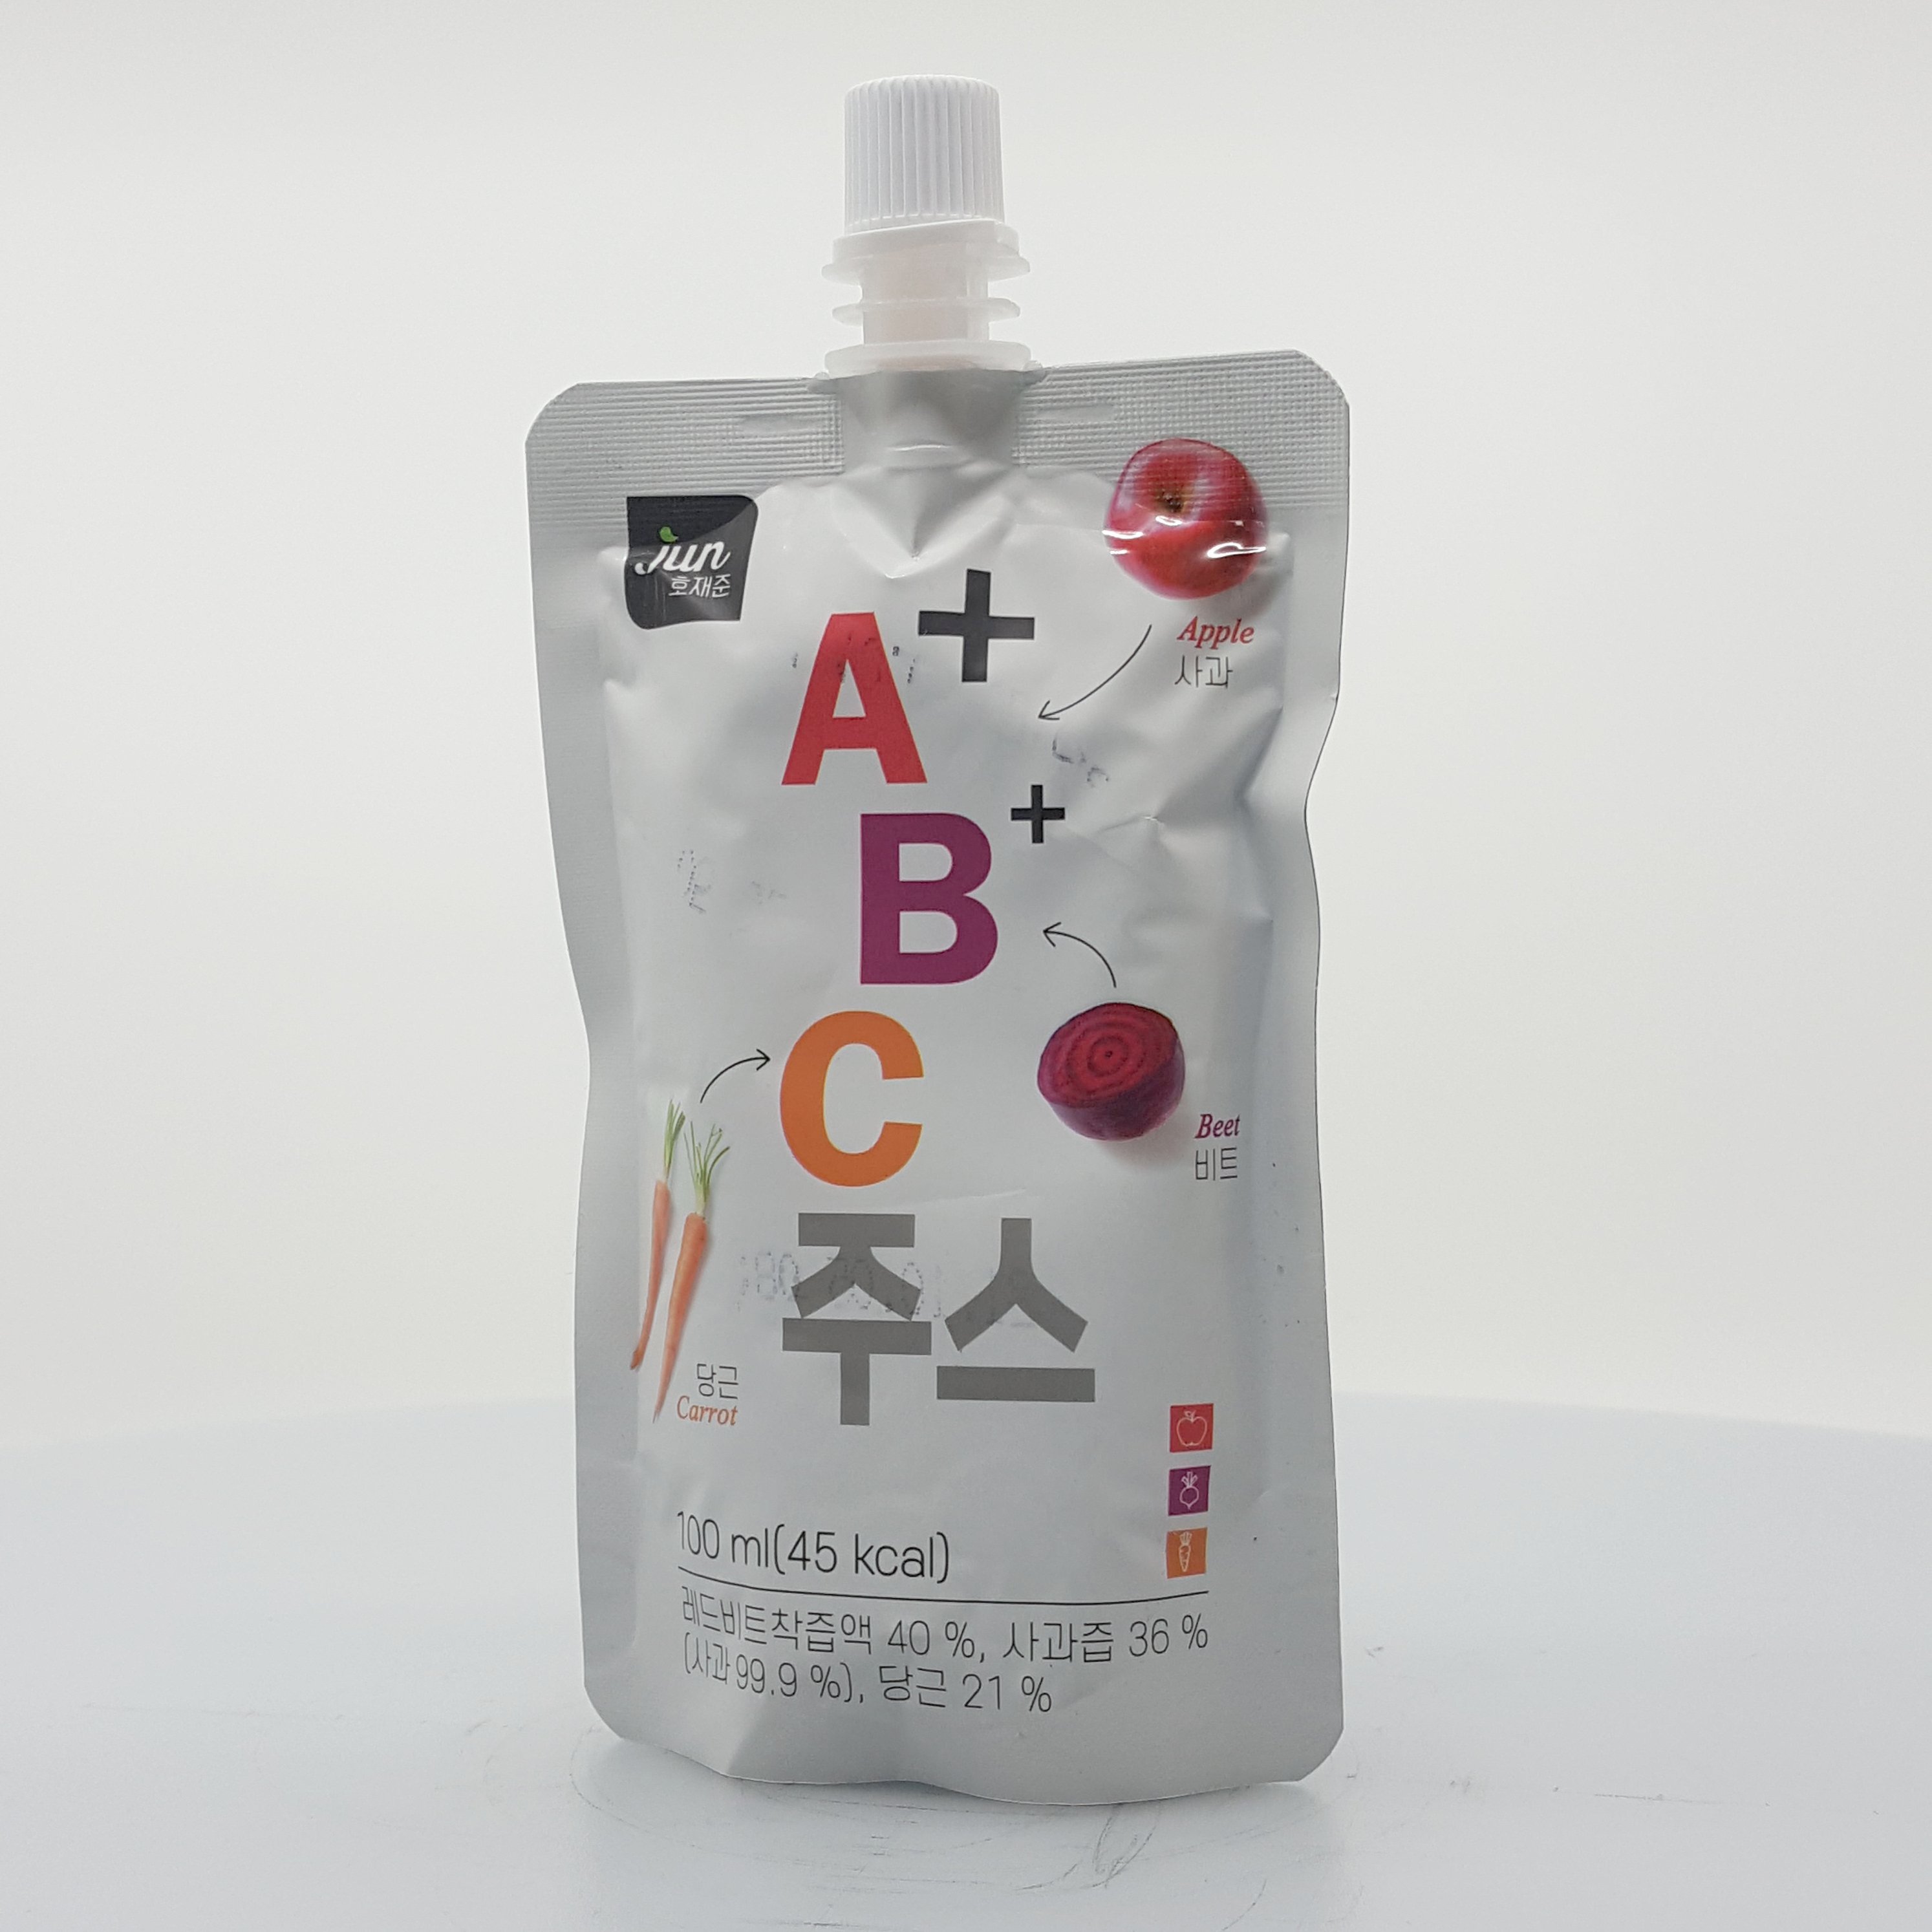 Jun
호재준
A+
B+
C
주스
Apple
사과
Beet
비트
당근
Carrot
100 ml(45 kcal)
레드비트착즙액 40 %, 사과즙 36 %
(사과 99.9 %), 당근 21 %